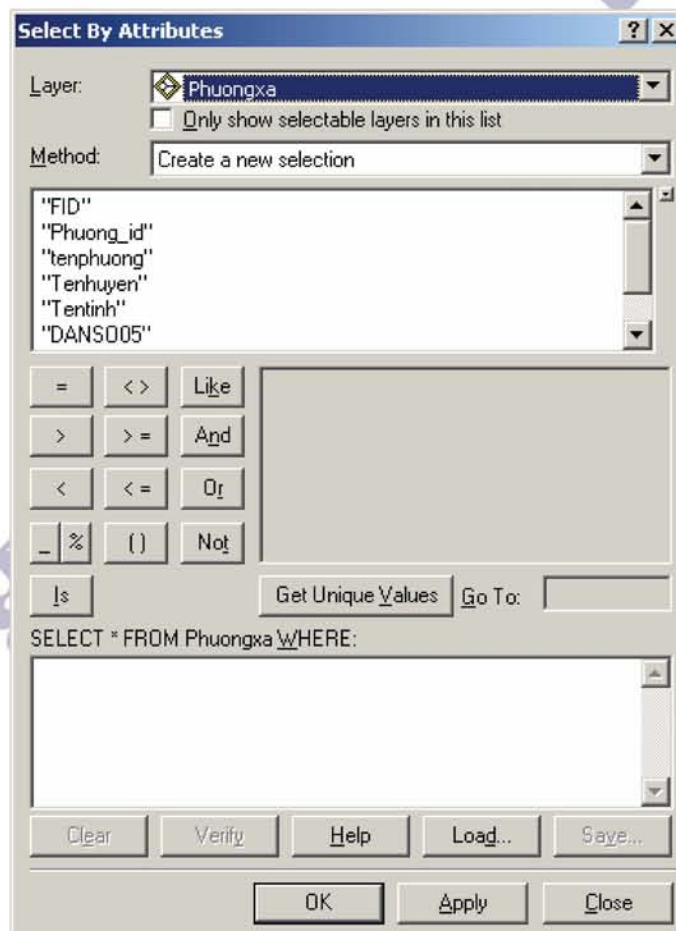 Select By Attributes
Layer: Phuongxa
Only show selectable layers in this list
Method: Create a new selection
"FID"
"Phuong_id"
"tenphuong"
"Tenhuyen"
"Tentinh"
"DANSO05"
= < > Like
> > = And
< < = Or
_ % ( ) Not
Is Get Unique Values Go To:
SELECT * FROM Phuongxa WHERE:
Clear Verify Help Load... Save...
OK Apply Close